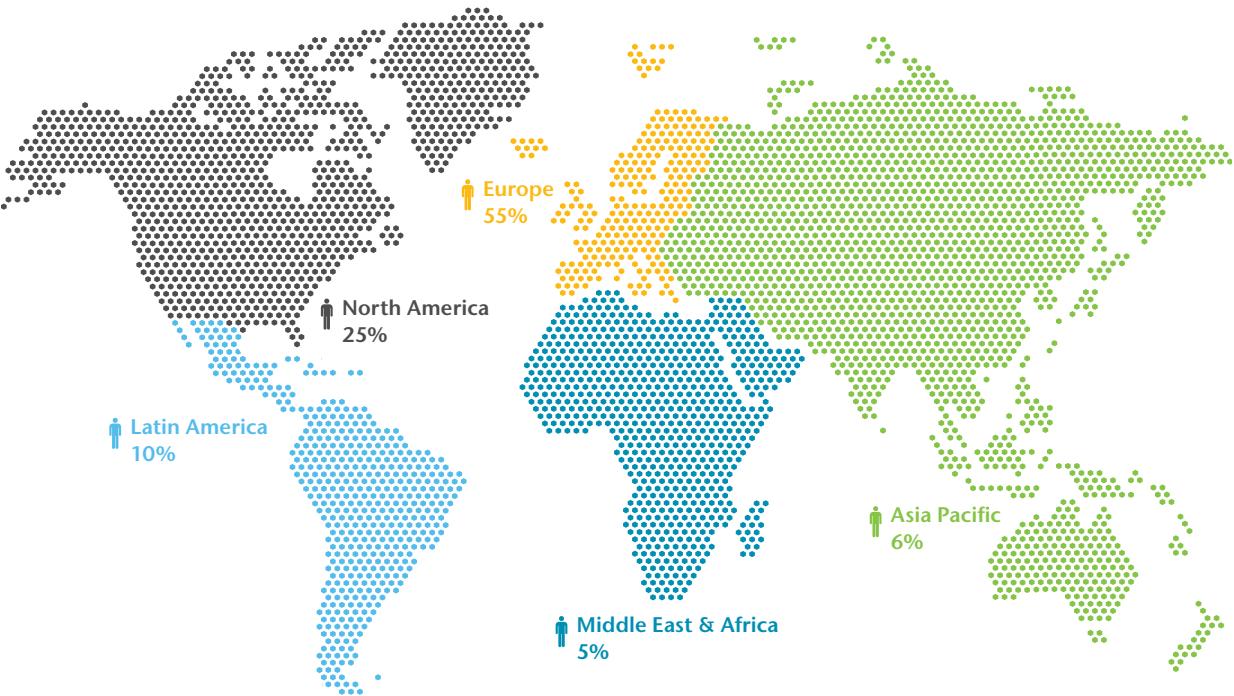 Europe
55%
North America
25%
Latin America
10%
Asia Pacific
6%
Middle East & Africa
5%